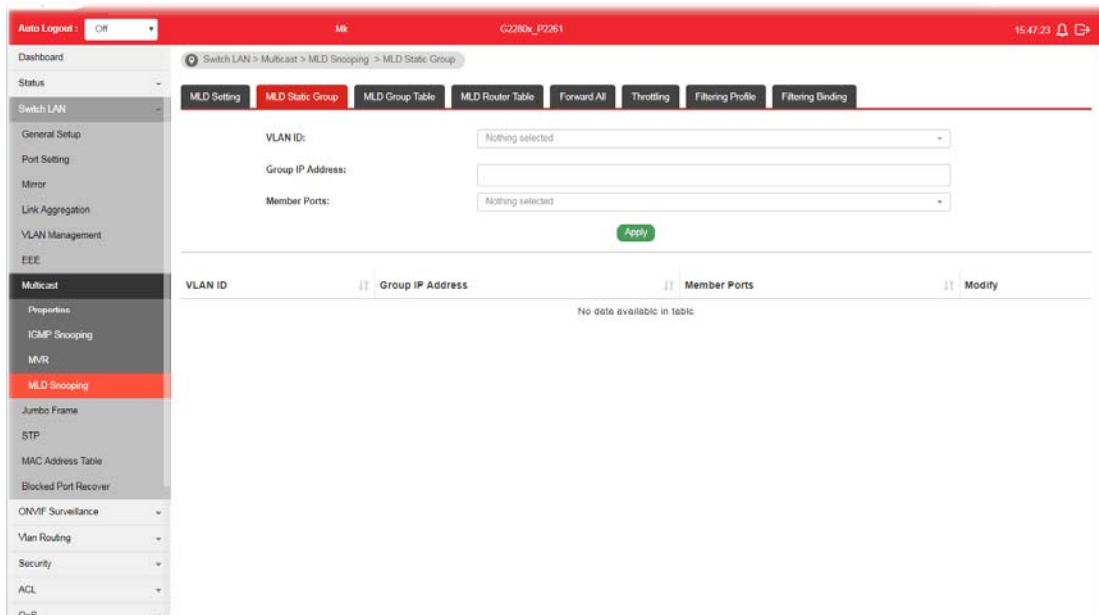 Auto Logout : Off Mk G2280x_P2261 15:47:23
Dashboard
Switch LAN > Multicast > MLD Snooping > MLD Static Group
Status
Switch LAN
General Setup
Port Setting
Mirror
Link Aggregation
VLAN Management
EEE
Multicast
Properties
IGMP Snooping
MVR
MLD Snooping
Jumbo Frame
STP
MAC Address Table
Blocked Port Recover
ONVIF Surveillance
Vlan Routing
Security
ACL
QoS
MLD Setting MLD Static Group MLD Group Table MLD Router Table Forward All Throttling Filtering Profile Filtering Binding
VLAN ID: Nothing selected
Group IP Address:
Member Ports: Nothing selected
Apply
VLAN ID Group IP Address Member Ports Modify
No data available in table